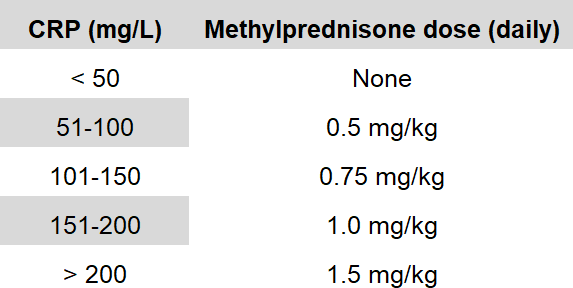 CRP (mg/L) Methylprednisone dose (daily)
< 50 None
51-100 0.5 mg/kg
101-150 0.75 mg/kg
151-200 1.0 mg/kg
> 200 1.5 mg/kg